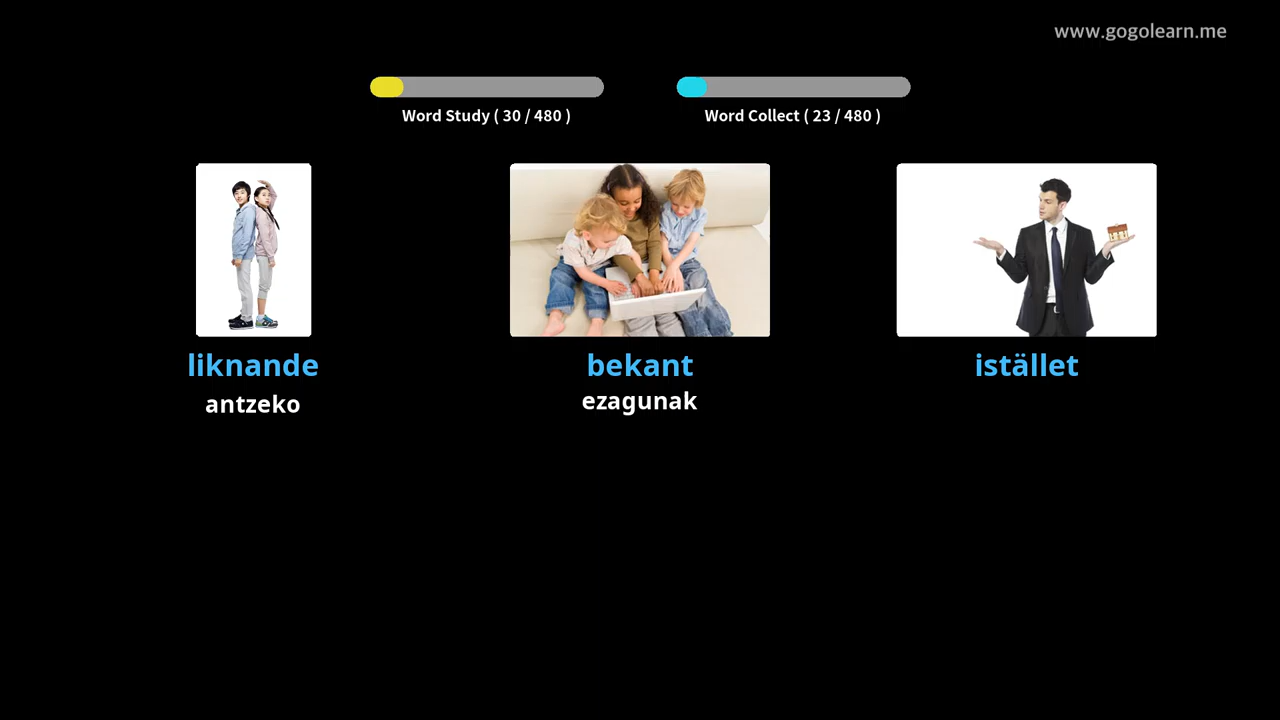 www.gogolearn.me
Word Study ( 30 / 480 )
Word Collect ( 23 / 480 )
liknande
antzeko
bekant
ezagunak
istället